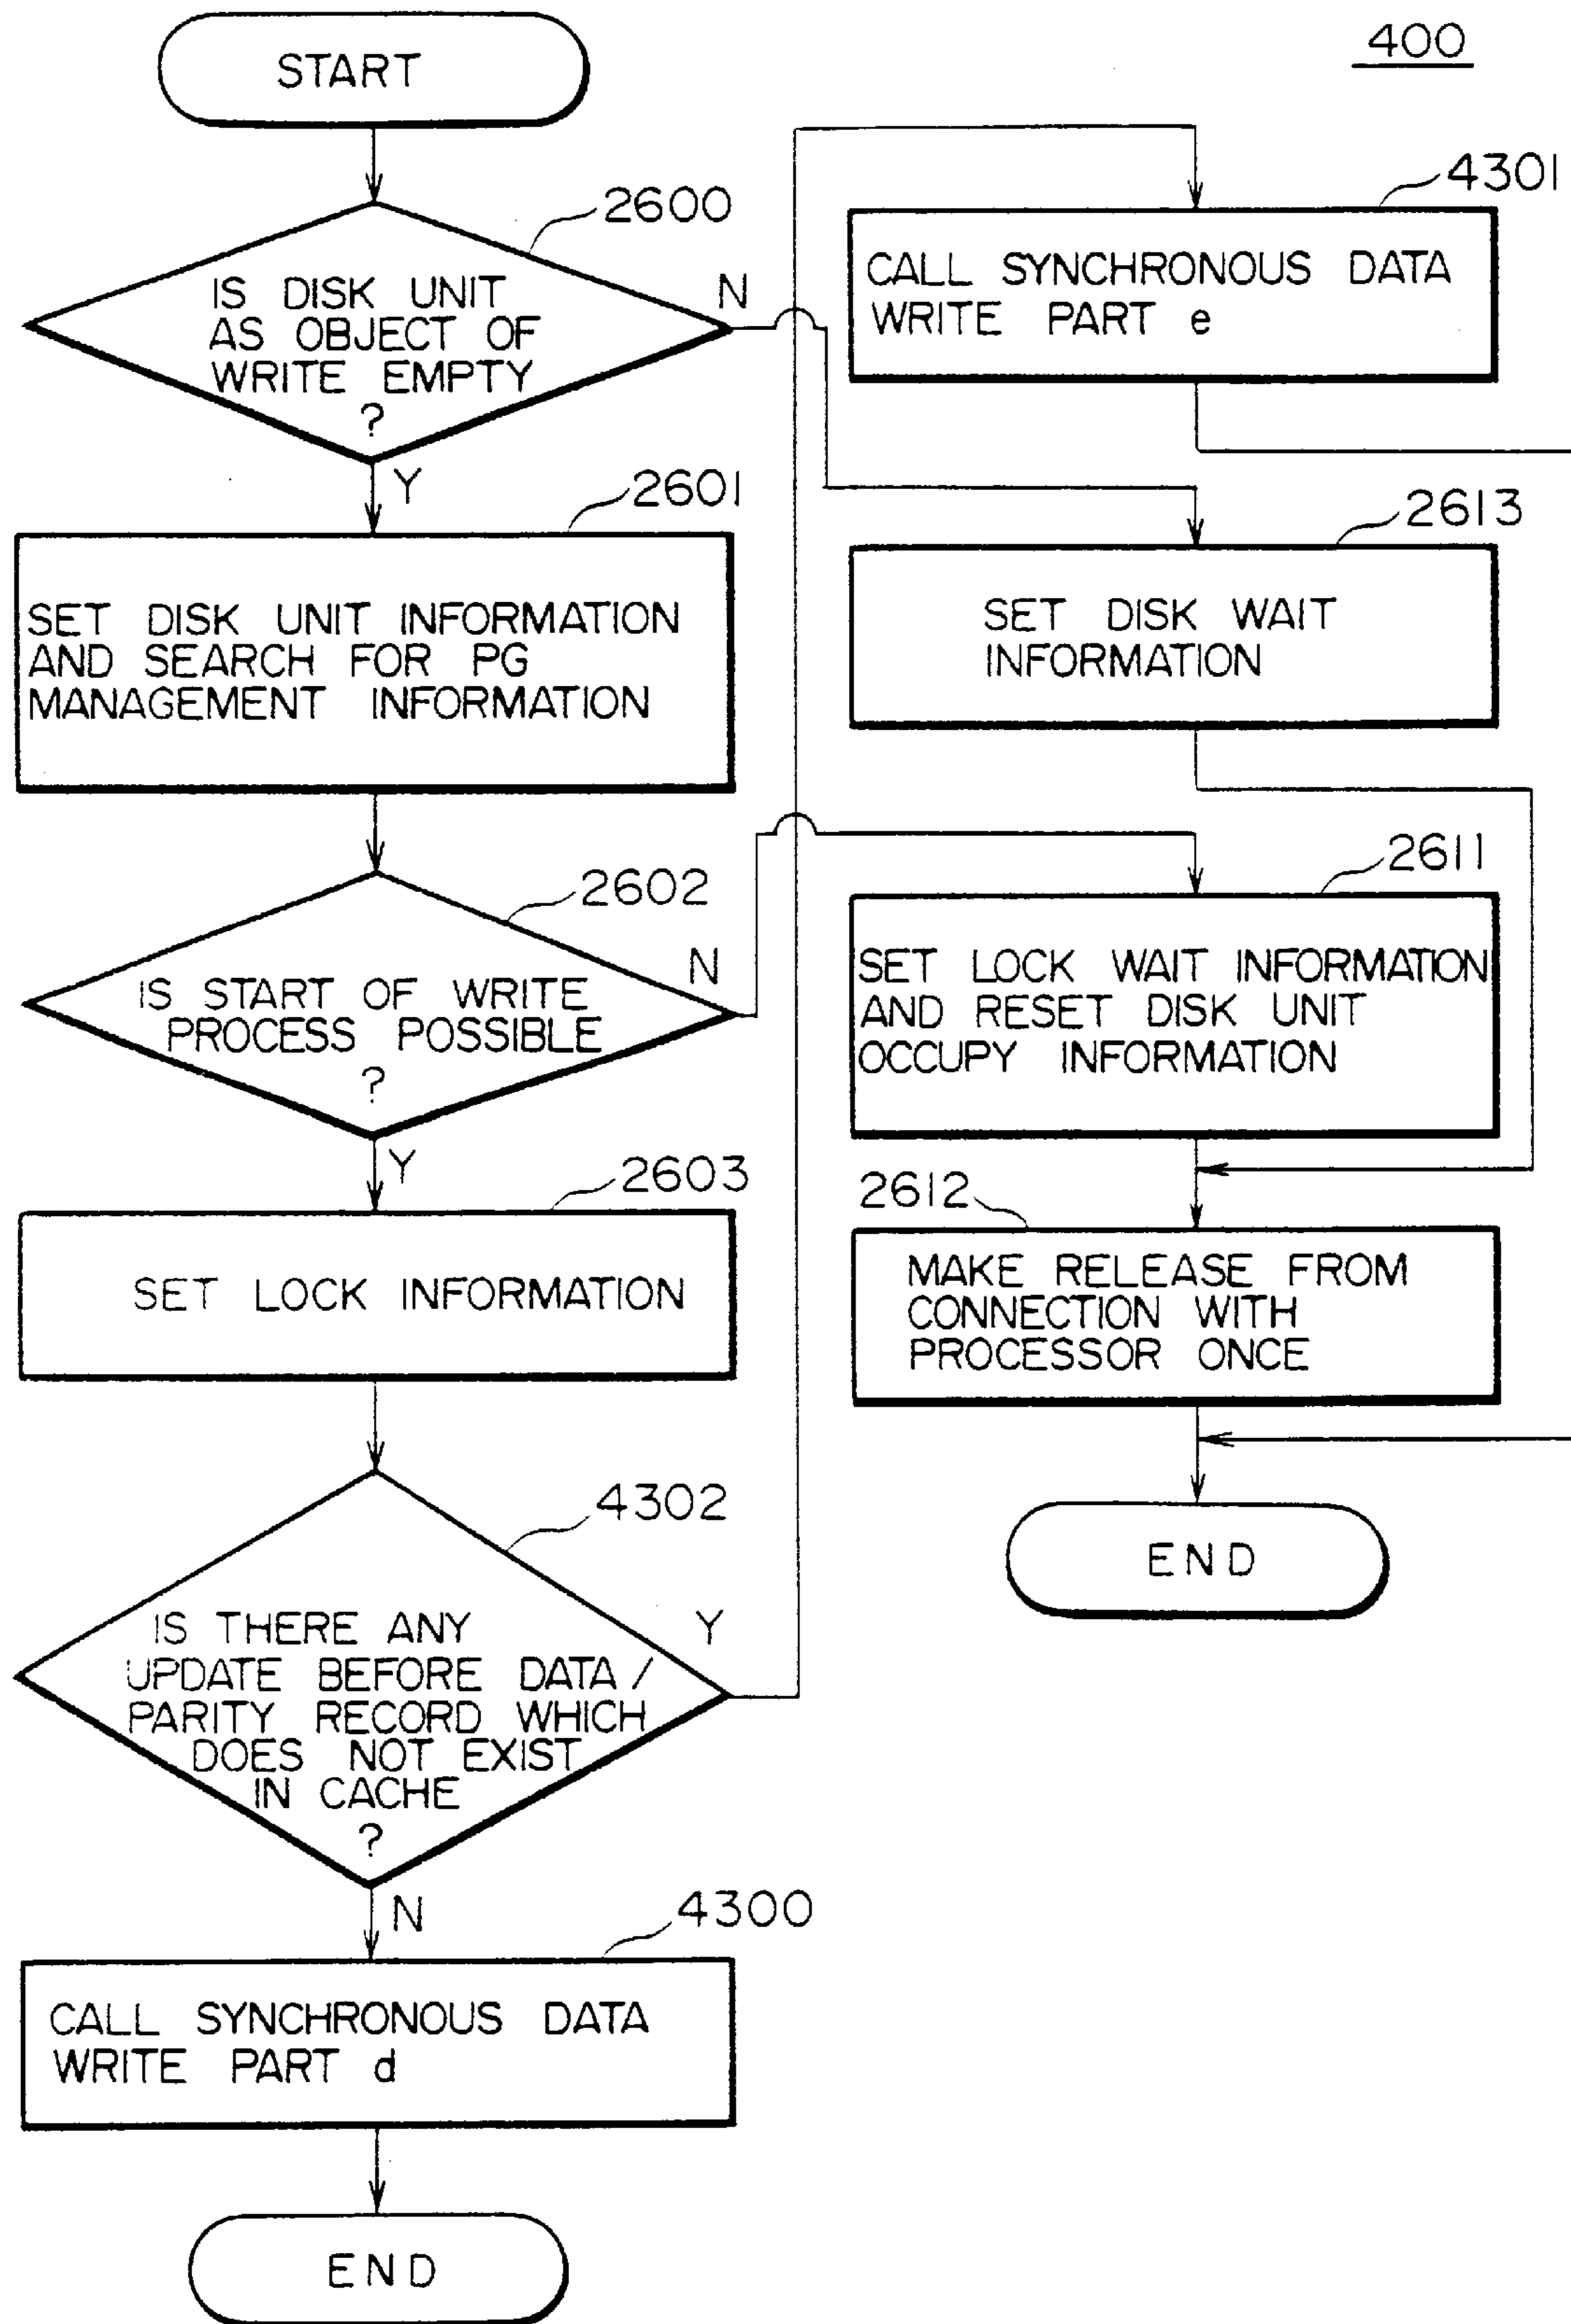 400
START
2600
IS DISK UNIT
AS OBJECT OF
WRITE EMPTY
?
N
Y
2601
SET DISK UNIT INFORMATION
AND SEARCH FOR PG
MANAGEMENT INFORMATION
2602
IS START OF WRITE
PROCESS POSSIBLE
?
N
Y
2603
SET LOCK INFORMATION
4302
IS THERE ANY
UPDATE BEFORE DATA /
PARITY RECORD WHICH
DOES NOT EXIST
IN CACHE
?
Y
N
4300
CALL SYNCHRONOUS DATA
WRITE PART d
END
4301
CALL SYNCHRONOUS DATA
WRITE PART e
2613
SET DISK WAIT
INFORMATION
2611
SET LOCK WAIT INFORMATION
AND RESET DISK UNIT
OCCUPY INFORMATION
2612
MAKE RELEASE FROM
CONNECTION WITH
PROCESSOR ONCE
END